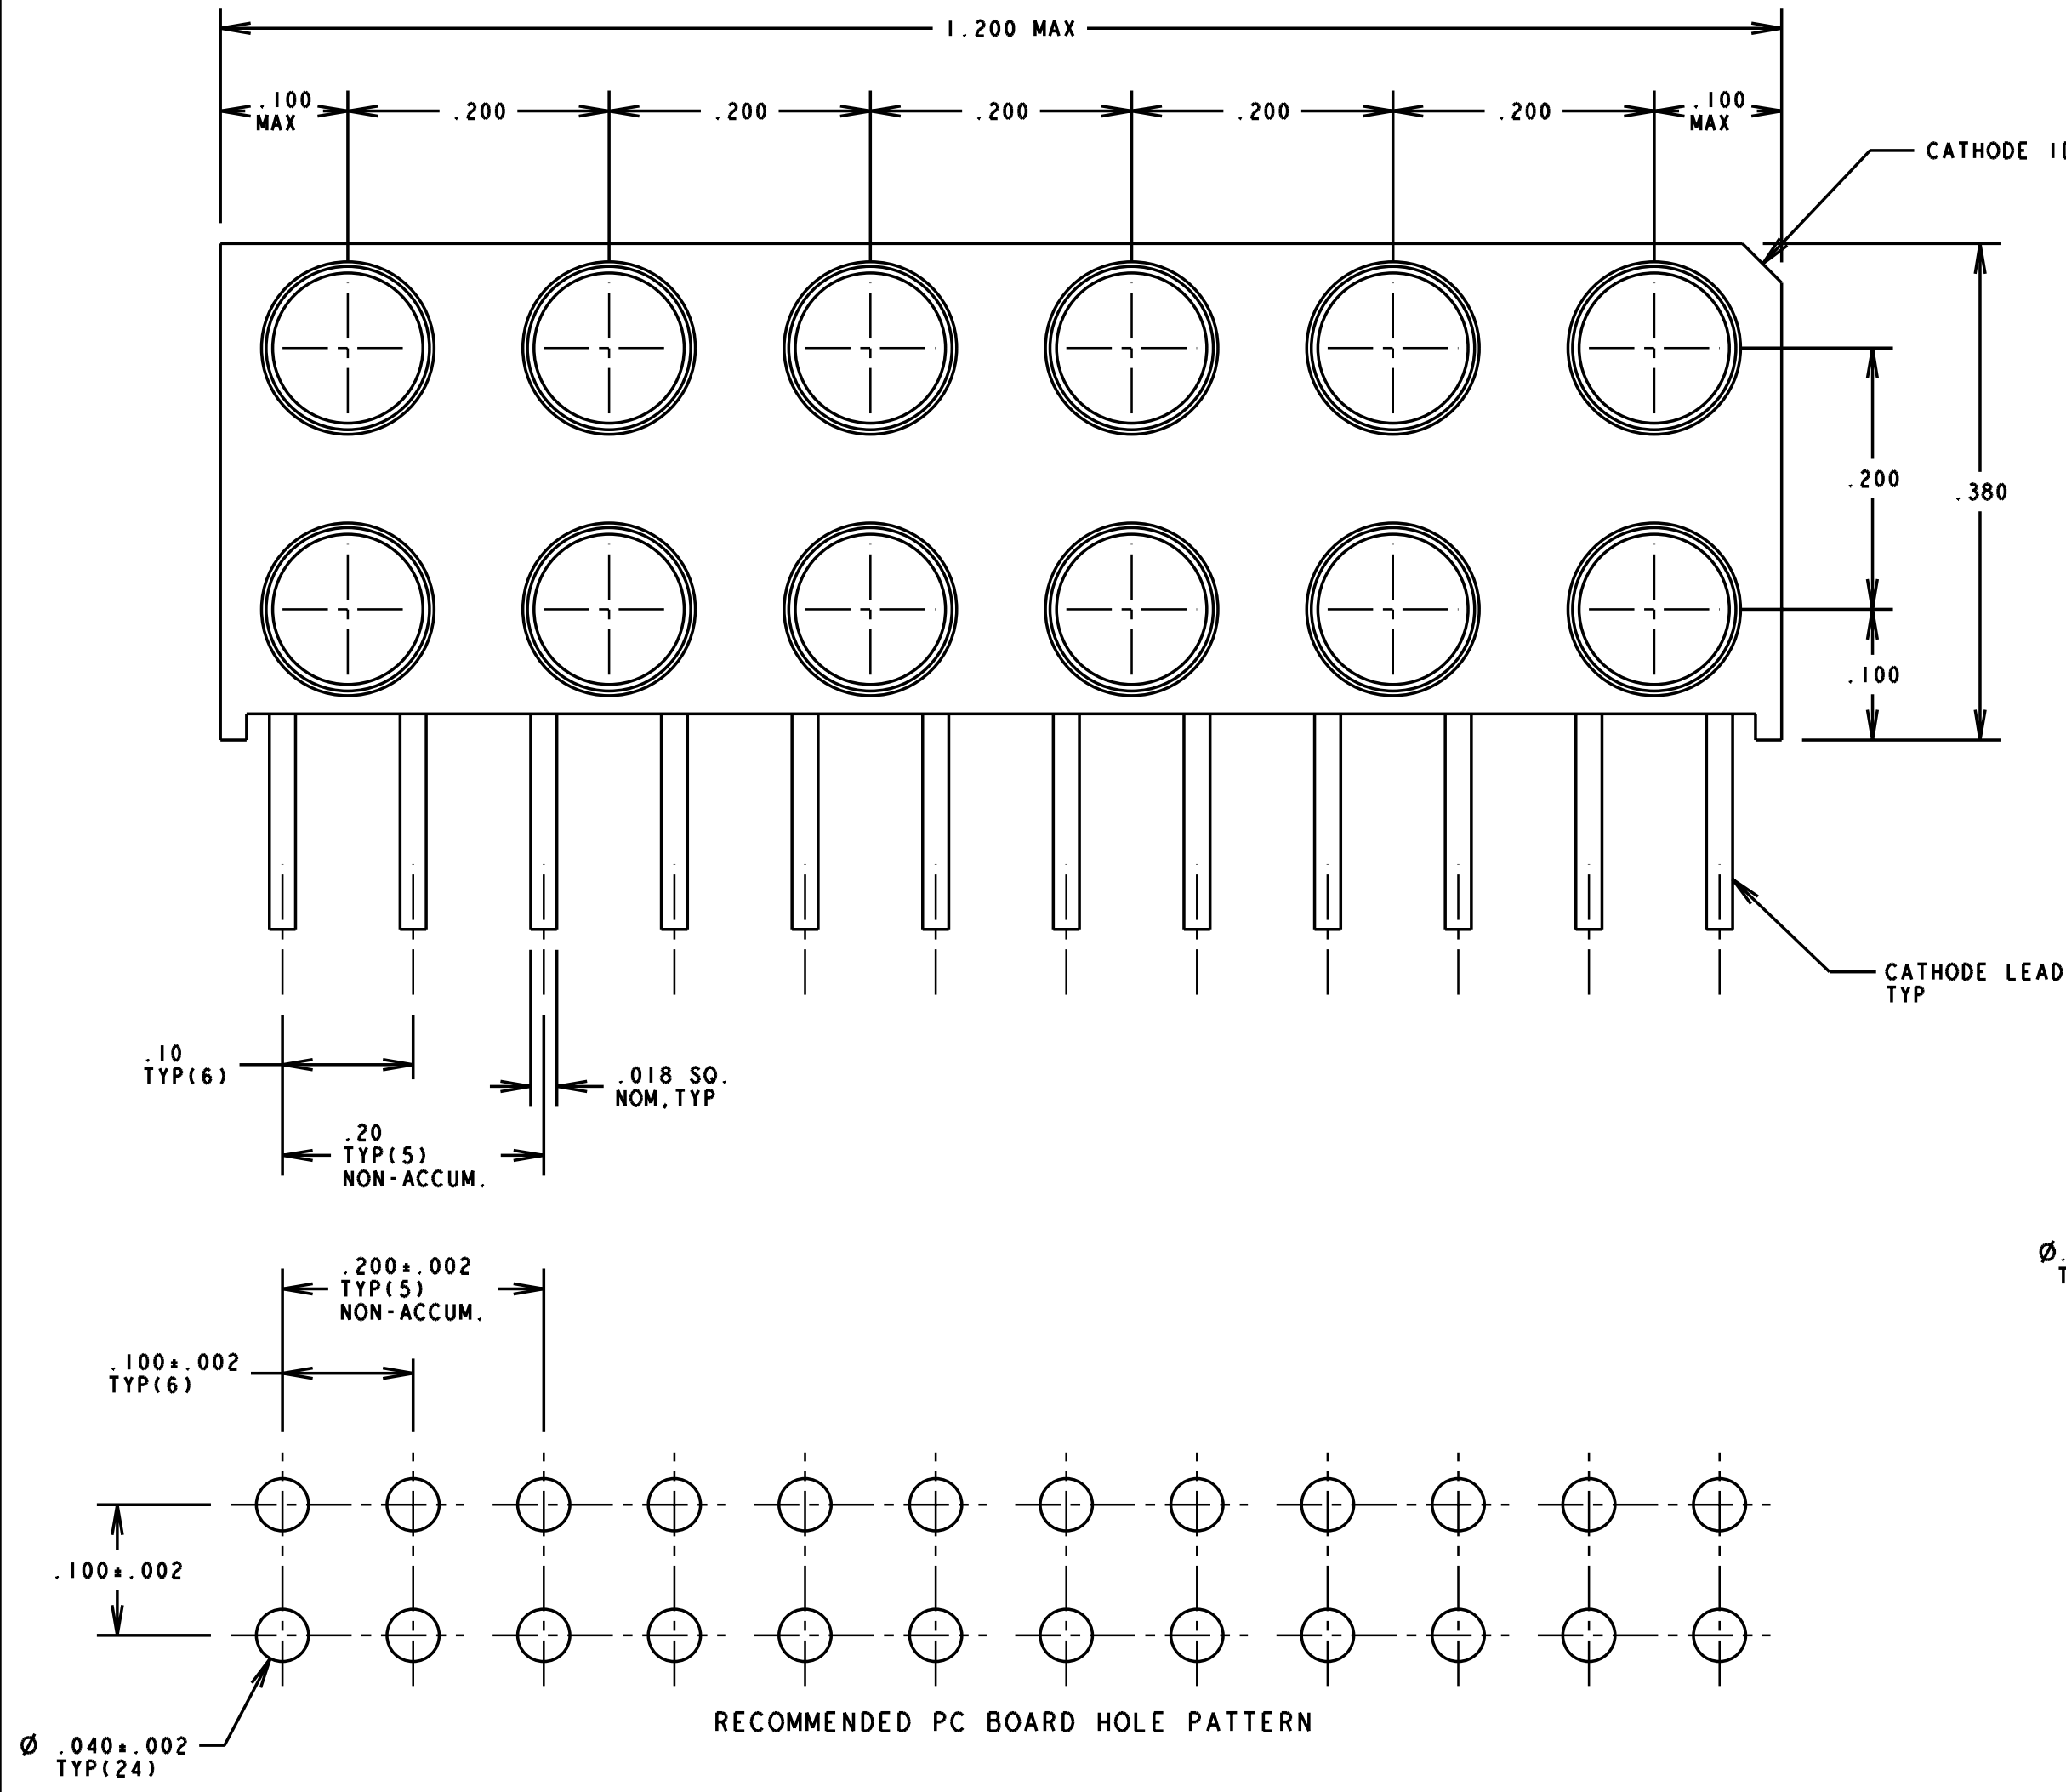 1.200 MAX
.100
MAX
.200
.200
.200
.200
.200
.100
MAX
CATHODE
.200
.380
.100
CATHODE LEAD
TYP
.10
TYP(6)
.018 SQ.
NOM,TYP
.20
TYP(5)
NON-ACCUM.
.200±.002
TYP(5)
NON-ACCUM.
Ø.
.100±.002
TYP(6)
.100±.002
RECOMMENDED PC BOARD HOLE PATTERN
Ø .040±.002
TYP(24)